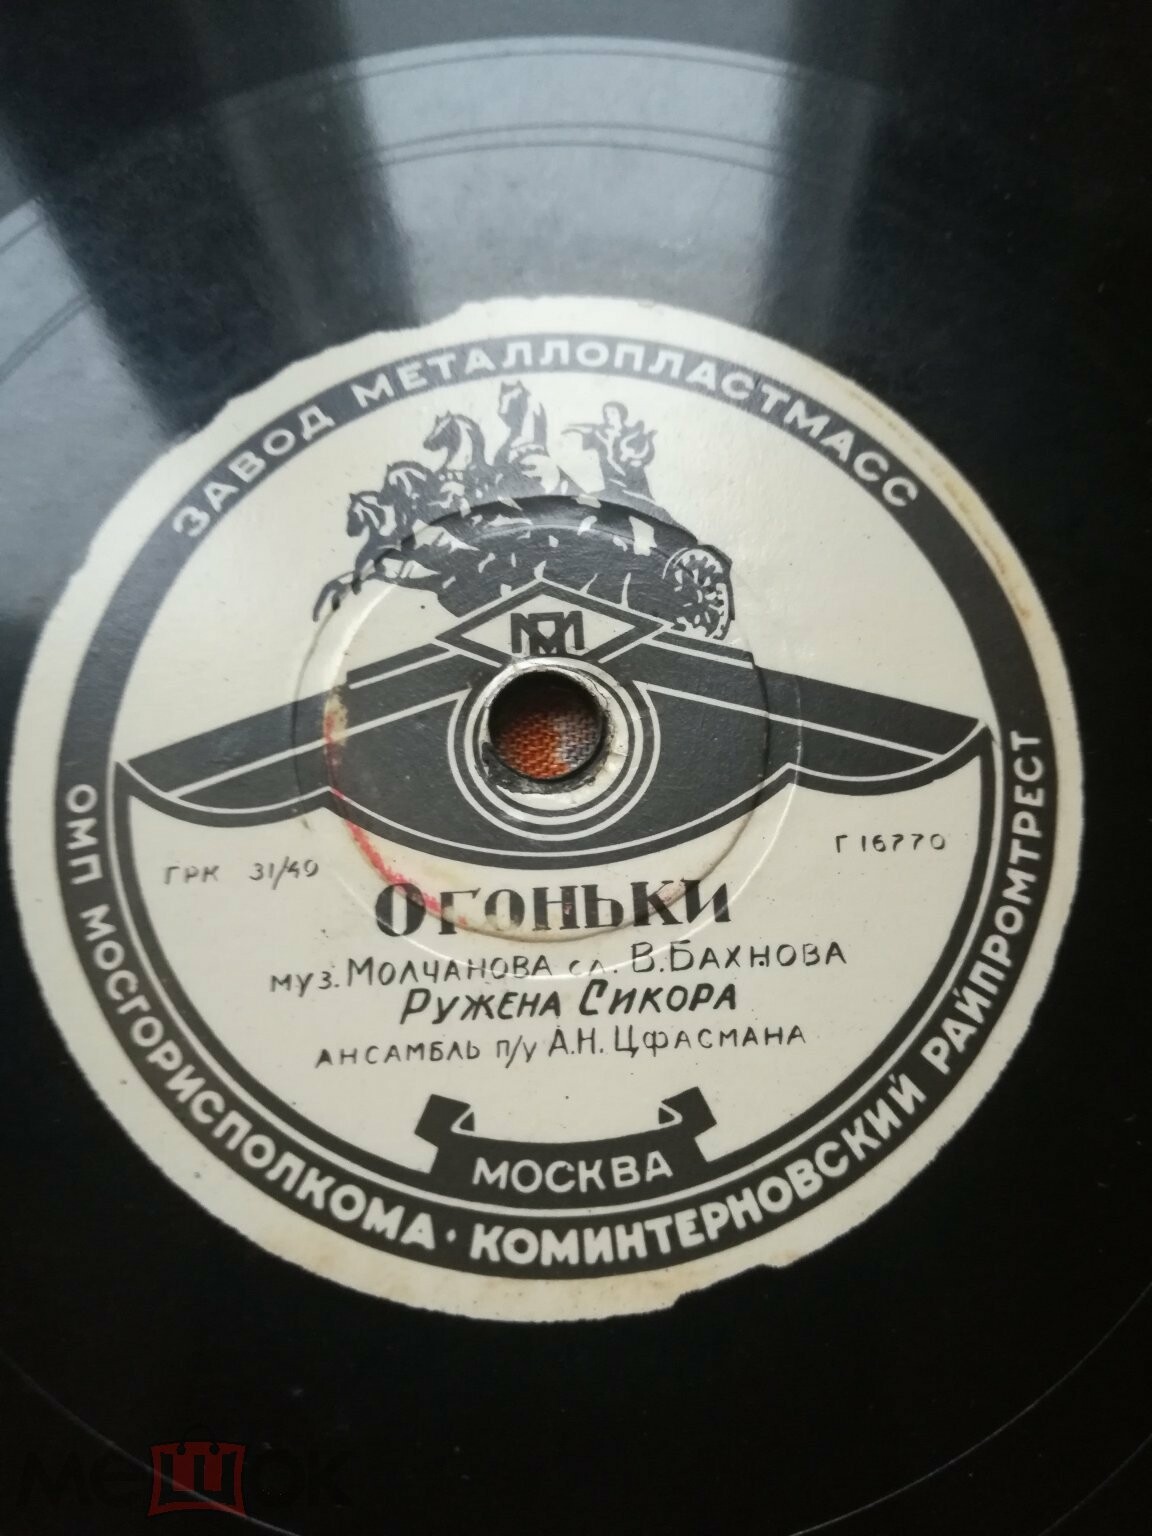 ЗАВОД МЕТАЛЛОПЛАСТМАСС
ГРК 31/40
Г 16770
ОГОНЬКИ
муз. МОЛЧАНОВА сл. В. БАХНОВА
РУЖЕНА СИКОРА
АНСАМБЛЬ п/у А.Н. ЦФАСМАНА
МОСКВА
ОМП МОСГОРИСПОЛКОМА · КОМИНТЕРНОВСКИЙ РАЙПРОМТРЕСТ
мешок